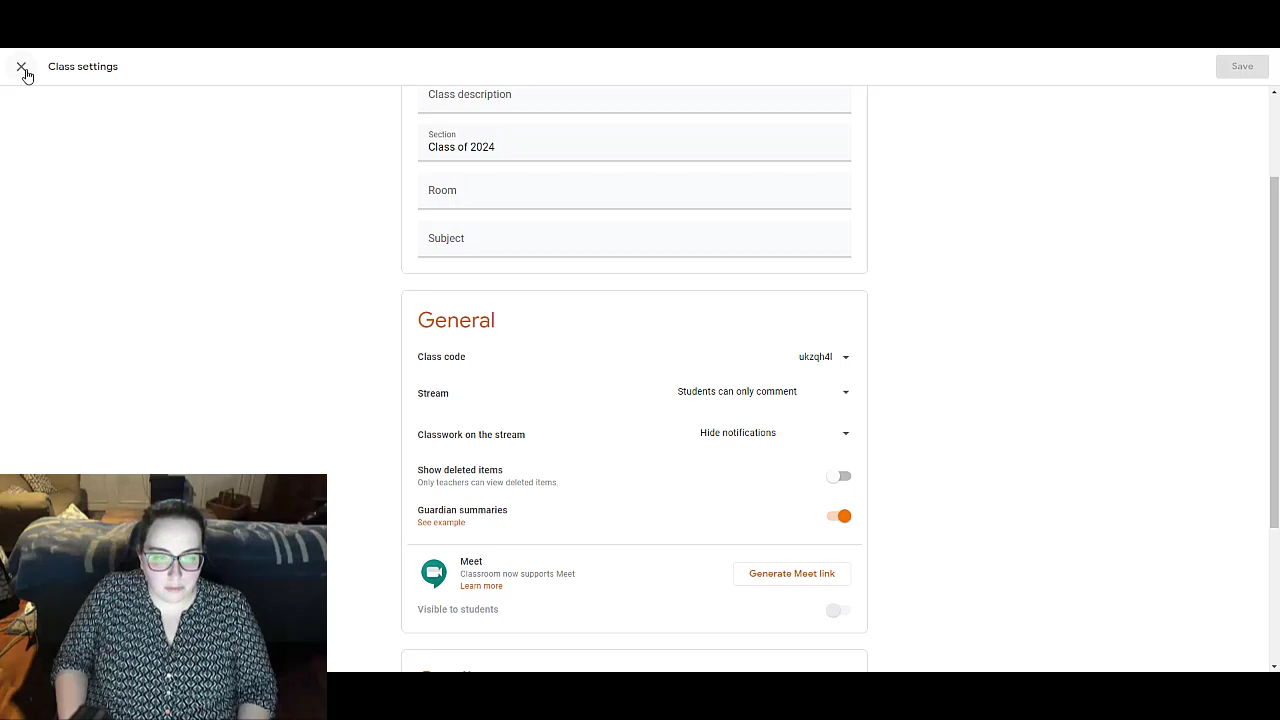 Class settings
Save
Class description
Section
Class of 2024
Room
Subject
General
Class code
ukzqh4l
Stream
Students can only comment
Classwork on the stream
Hide notifications
Show deleted items
Only teachers can view deleted items.
Guardian summaries
See example
Meet
Classroom now supports Meet
Learn more
Generate Meet link
Visible to students